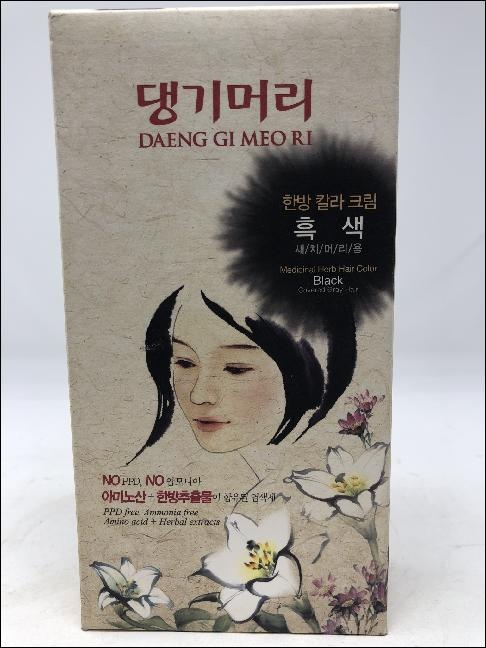 댕기머리
DAENG GI MEO RI
한방 칼라 크림
흑 색
새/치/머/리/용
Medicinal Herb Hair Color
Black
Covered Gray Hair
NO PPD, NO 암모니아
아미노산 + 한방추출물이 함유된 염색제
PPD free, Ammonia free
Amino acid + Herbal extracts